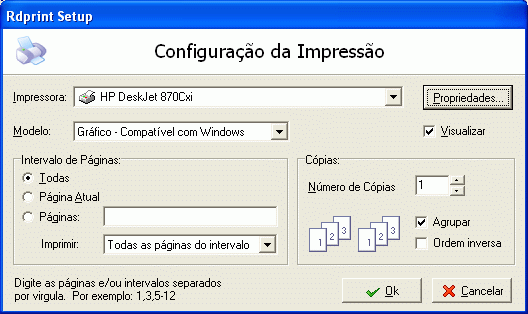 Rdprint Setup
Configuração da Impressão
Impressora: HP DeskJet 870Cxi Propriedades...
Modelo: Gráfico - Compatível com Windows Visualizar
Intervalo de Páginas:
Todas
Página Atual
Páginas:
Imprimir: Todas as páginas do intervalo
Cópias:
Número de Cópias 1
1 2 3 1 2 3
Agrupar
Ordem inversa
Digite as páginas e/ou intervalos separados
por virgula. Por exemplo: 1,3,5-12
Ok Cancelar